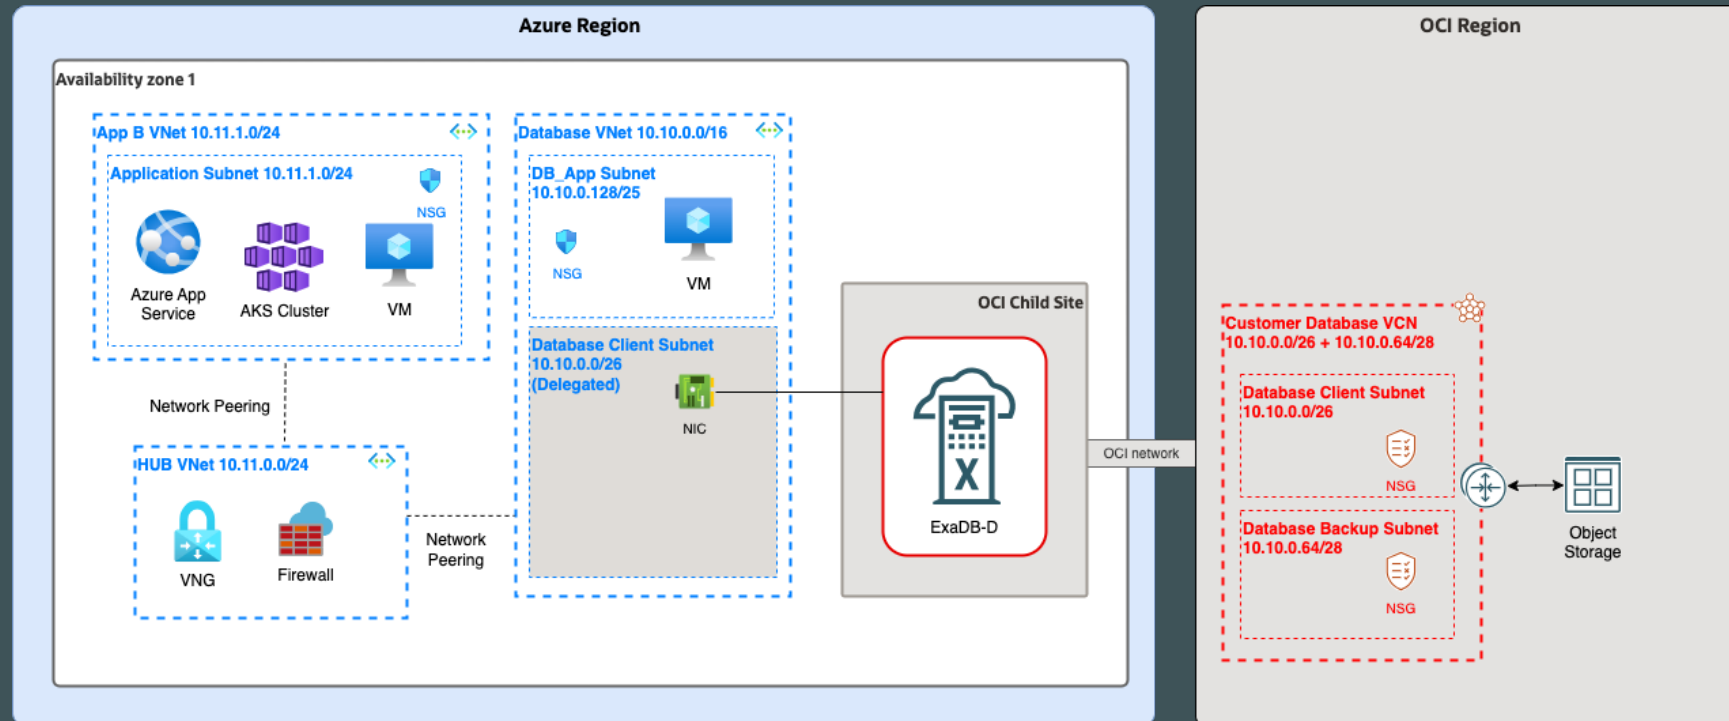 Azure Region
Availability zone 1
App B VNet 10.11.1.0/24
Application Subnet 10.11.1.0/24
NSG
Azure App
Service
AKS Cluster
VM
Network Peering
HUB VNet 10.11.0.0/24
VNG
Firewall
Network
Peering
Database VNet 10.10.0.0/16
DB_App Subnet
10.10.0.128/25
NSG
VM
Database Client Subnet
10.10.0.0/26
(Delegated)
NIC
OCI Child Site
X
ExaDB-D
OCI network
OCI Region
Customer Database VCN
10.10.0.0/26 + 10.10.0.64/28
Database Client Subnet
10.10.0.0/26
NSG
Database Backup Subnet
10.10.0.64/28
NSG
Object
Storage